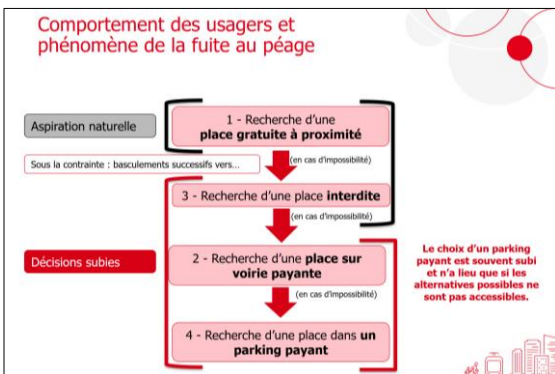 Comportement des usagers et
phénomène de la fuite au péage
Aspiration naturelle
1 - Recherche d'une
place gratuite à proximité
Sous la contrainte : basculements successifs vers…
(en cas d'impossibilité)
3 - Recherche d'une place interdite
(en cas d'impossibilité)
Décisions subies
2 - Recherche d'une place sur
voirie payante
(en cas d'impossibilité)
4 - Recherche d'une place dans un
parking payant
Le choix d'un parking
payant est souvent subi
et n'a lieu que si les
alternatives possibles ne
sont pas accessibles.